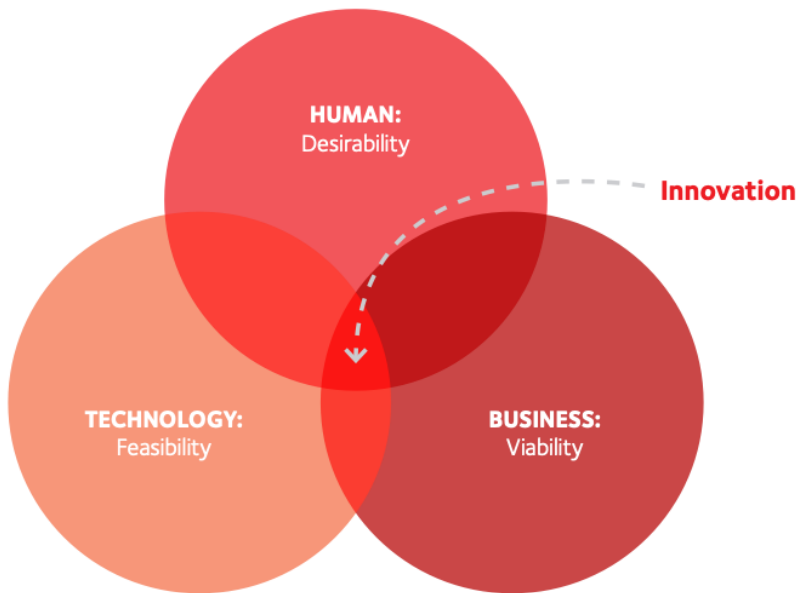 HUMAN:
Desirability
Innovation
TECHNOLOGY:
Feasibility
BUSINESS:
Viability